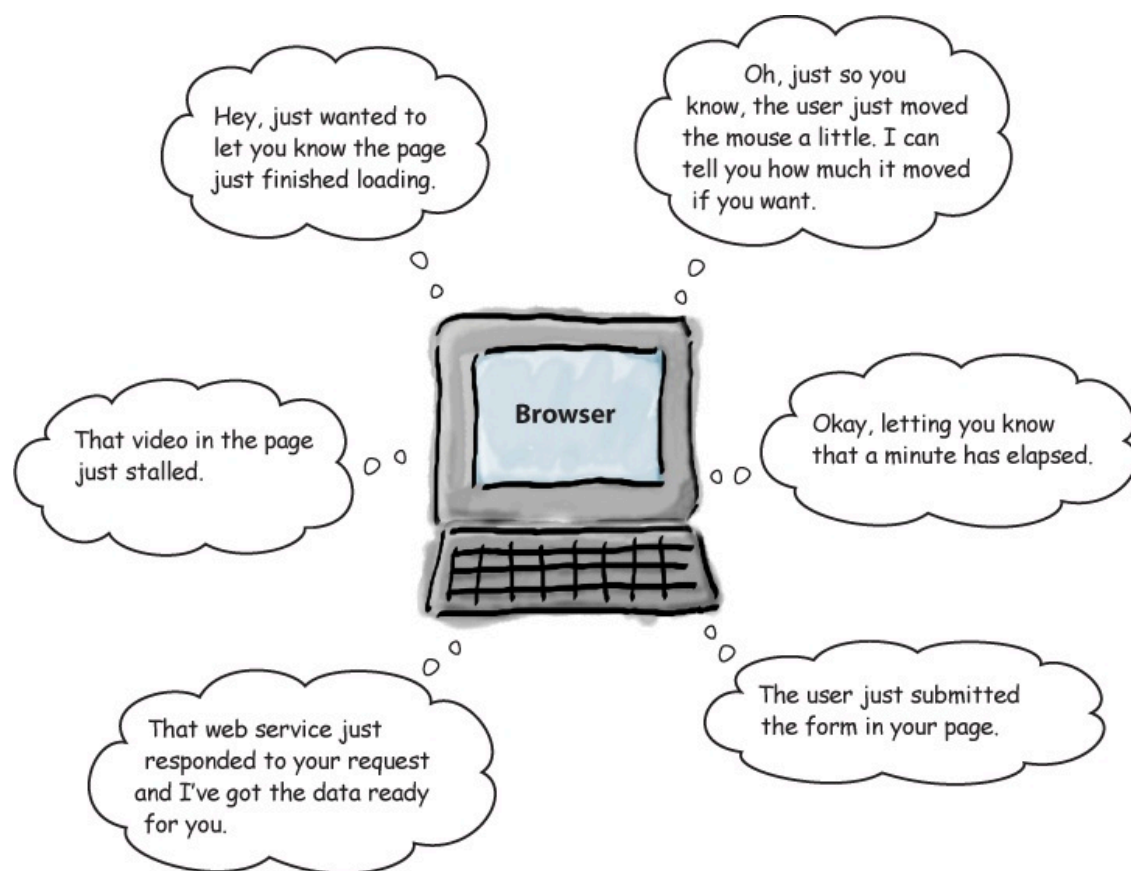 Hey, just wanted to
let you know the page
just finished loading.
Oh, just so you
know, the user just moved
the mouse a little. I can
tell you how much it moved
if you want.
That video in the page
just stalled.
Browser
Okay, letting you know
that a minute has elapsed.
That web service just
responded to your request
and I've got the data ready
for you.
The user just submitted
the form in your page.